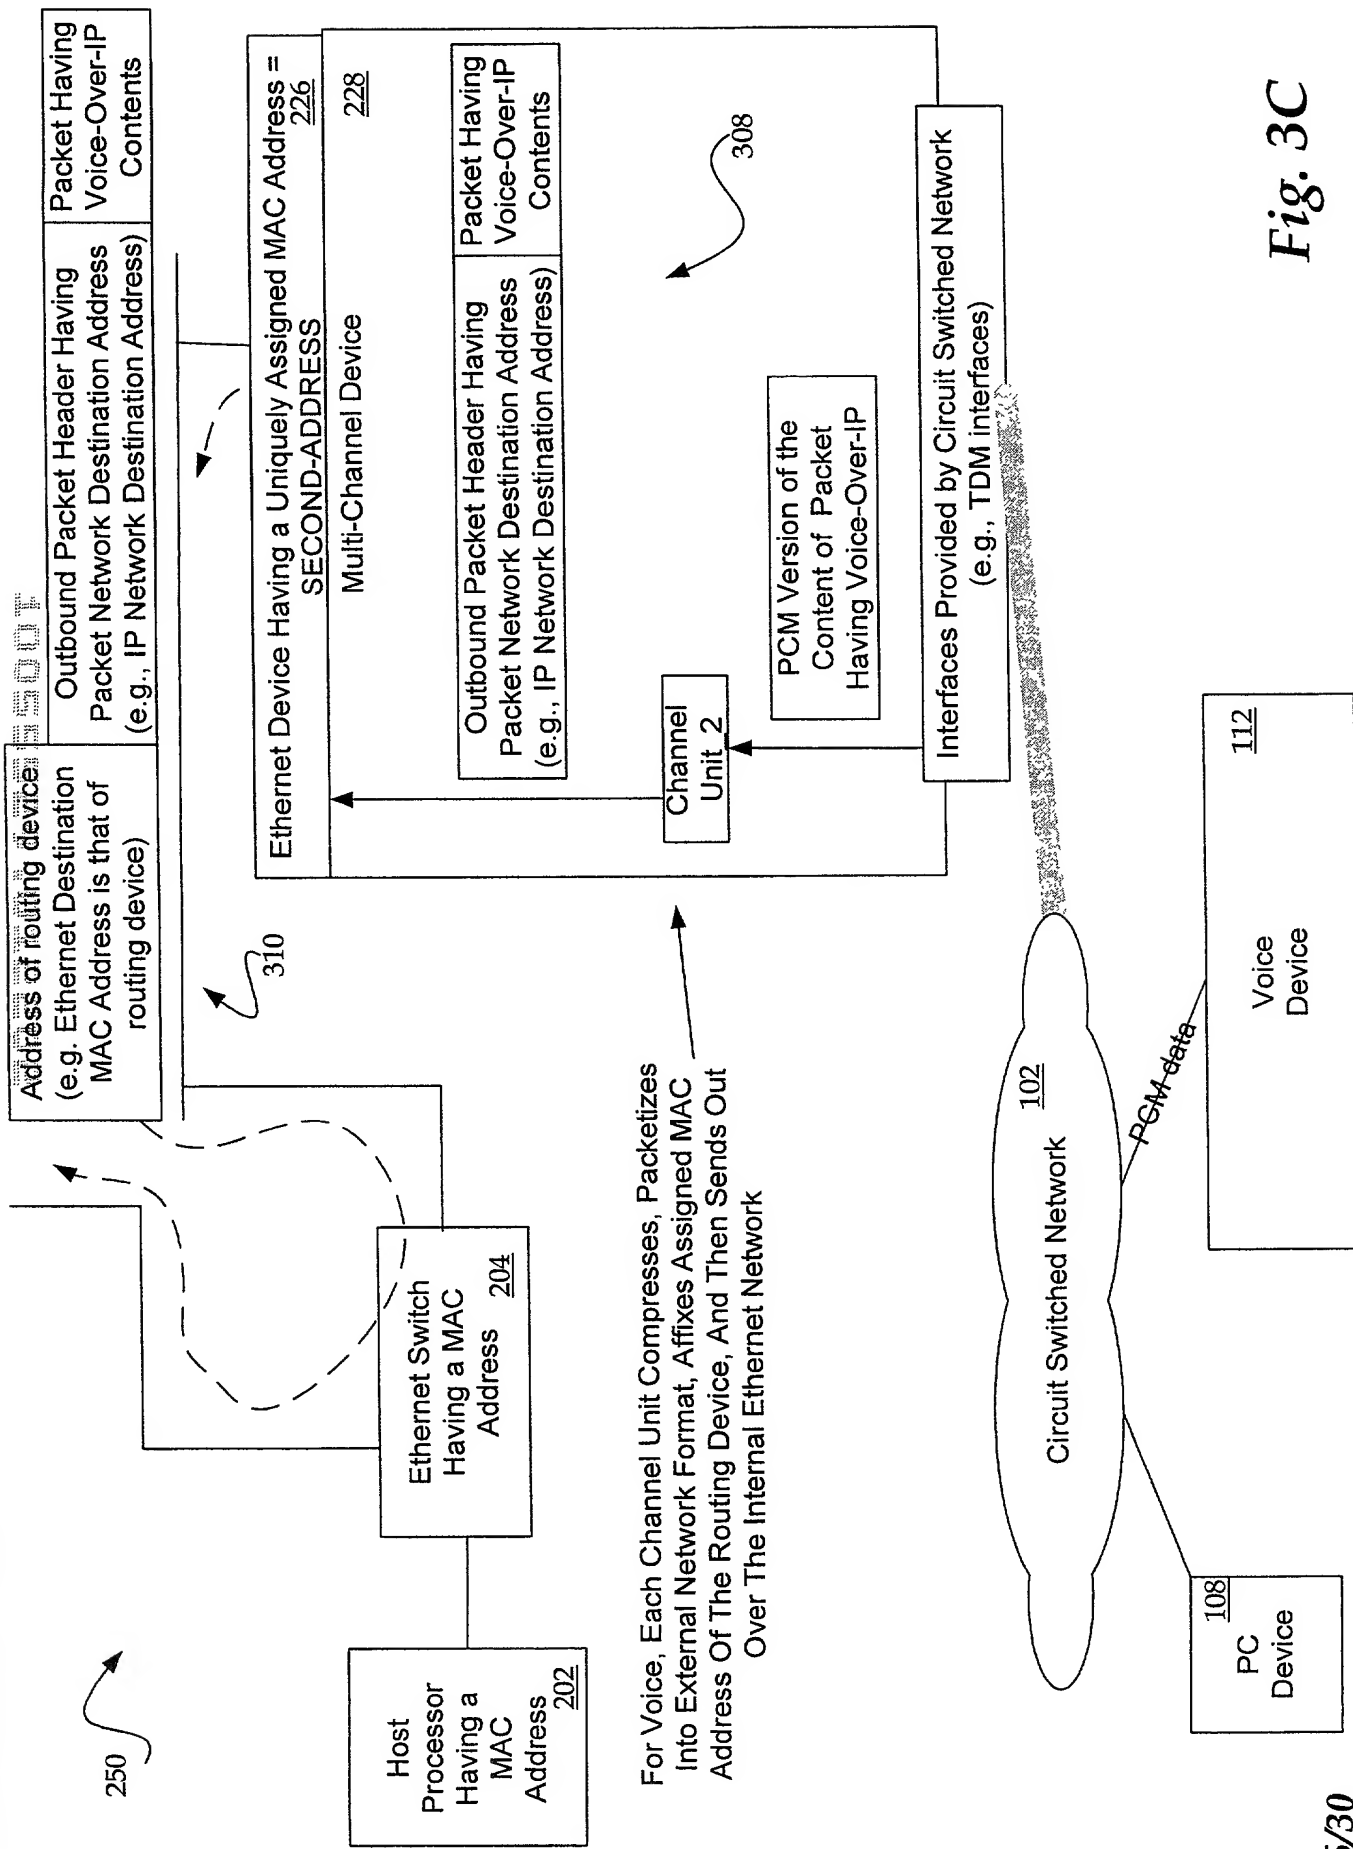 250
Host
Processor
Having a
MAC
Address
202
Ethernet Switch
Having a MAC
Address
204
310
Address of routing device
(e.g. Ethernet Destination
MAC Address is that of
routing device)
Outbound Packet Header Having
Packet Network Destination Address
(e.g., IP Network Destination Address)
Packet Having
Voice-Over-IP
Contents
Ethernet Device Having a Uniquely Assigned MAC Address =
SECOND-ADDRESS
226
Multi-Channel Device
228
Outbound Packet Header Having
Packet Network Destination Address
(e.g., IP Network Destination Address)
Packet Having
Voice-Over-IP
Contents
308
Channel
Unit 2
PCM Version of the
Content of Packet
Having Voice-Over-IP
Interfaces Provided by Circuit Switched Network
(e.g., TDM interfaces)
For Voice, Each Channel Unit Compresses, Packetizes
Into External Network Format, Affixes Assigned MAC
Address Of The Routing Device, And Then Sends Out
Over The Internal Ethernet Network
Circuit Switched Network
102
PCM data
PC
Device
108
Voice
Device
112
Fig. 3C